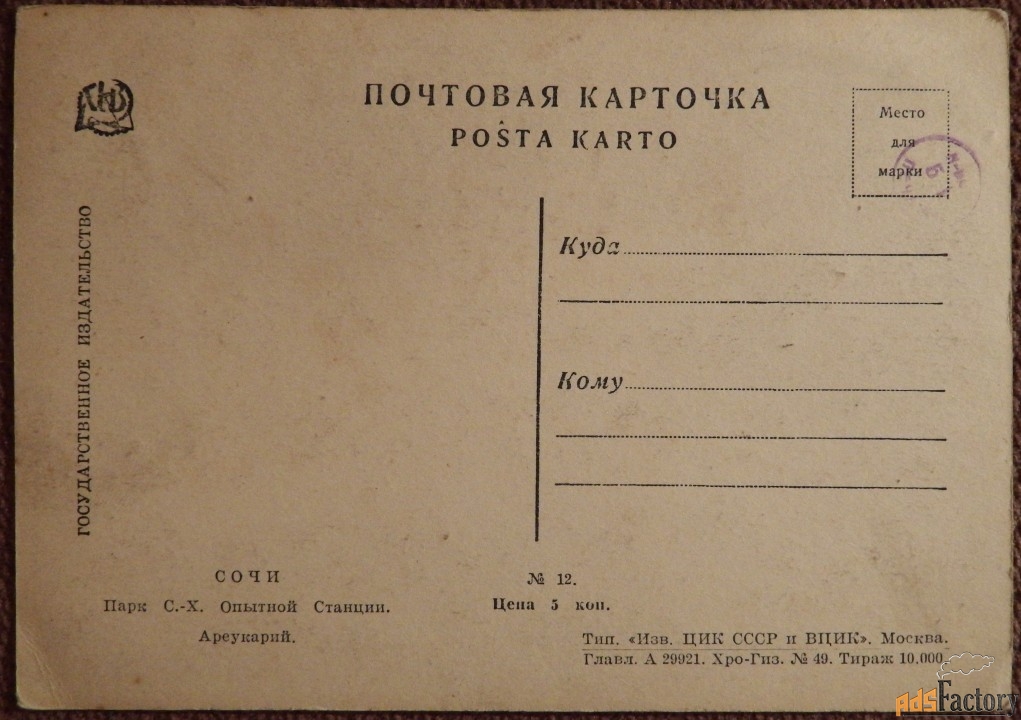 ПОЧТОВАЯ КАРТОЧКА
POŜTA KARTO
Место
для
марки
Б
ГОСУДАРСТВЕННОЕ ИЗДАТЕЛЬСТВО
Куда
Кому
СОЧИ
Парк С.-Х. Опытной Станции.
Ареукарий.
№ 12.
Цена 5 коп.
Тип. «Изв. ЦИК СССР и ВЦИК». Москва.
Главл. А 29921. Хро-Гиз. № 49. Тираж 10.000
adsFactory